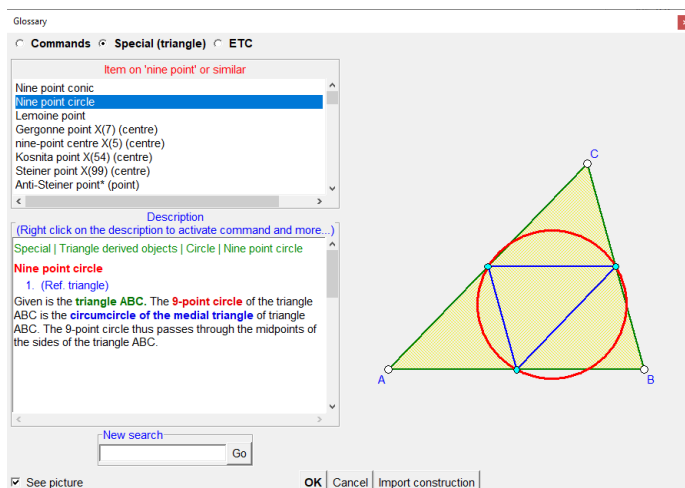 Glossary
Commands Special (triangle) ETC
Item on 'nine point' or similar
Nine point conic
Nine point circle
Lemoine point
Gergonne point X(7) (centre)
nine-point centre X(5) (centre)
Kosnita point X(54) (centre)
Steiner point X(99) (centre)
Anti-Steiner point* (point)
Description
(Right click on the description to activate command and more...)
Special | Triangle derived objects | Circle | Nine point circle
Nine point circle
1. (Ref. triangle)
Given is the triangle ABC. The 9-point circle of the triangle
ABC is the circumcircle of the medial triangle of triangle
ABC. The 9-point circle thus passes through the midpoints of
the sides of the triangle ABC.
New search
Go
See picture
OK Cancel Import construction
C
A
B